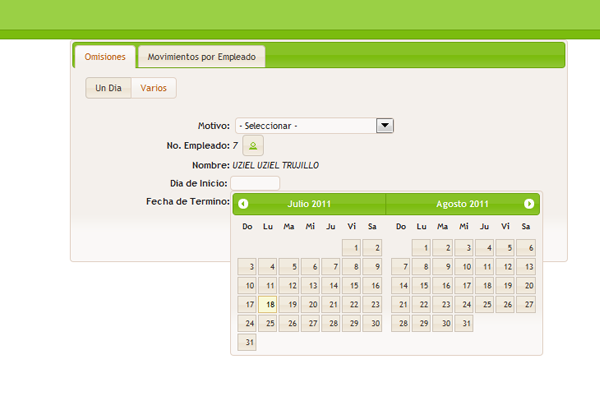 Omisiones Movimientos por Empleado
Un Dia Varios
Motivo: - Seleccionar -
No. Empleado: 7
Nombre: UZIEL UZIEL TRUJILLO
Dia de Inicio:
Fecha de Termino:
Julio 2011 Agosto 2011
Do Lu Ma Mi Ju Vi Sa Do Lu Ma Mi Ju Vi Sa
1 2 1 2 3 4 5 6
3 4 5 6 7 8 9 7 8 9 10 11 12 13
10 11 12 13 14 15 16 14 15 16 17 18 19 20
17 18 19 20 21 22 23 21 22 23 24 25 26 27
24 25 26 27 28 29 30 28 29 30 31
31